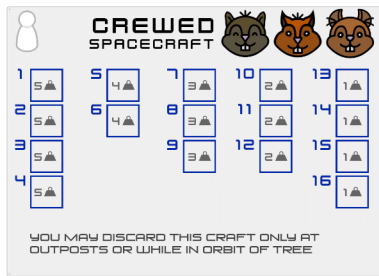 CREWED
SPACECRAFT
1 5 5 4 7 3 10 2 13 1
2 5 6 4 8 3 11 2 14 1
3 5 9 3 12 2 15 1
4 5 16 1
YOU MAY DISCARD THIS CRAFT ONLY AT
OUTPOSTS OR WHILE IN ORBIT OF TREE